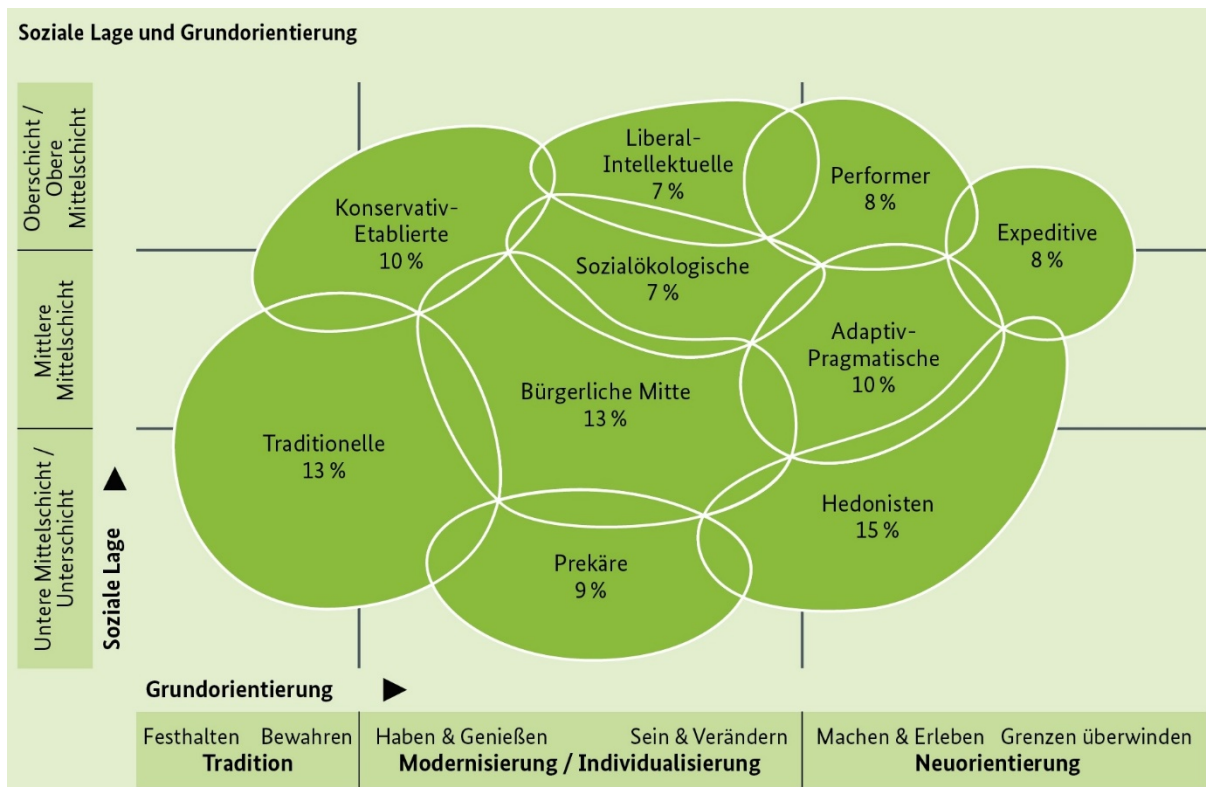 Soziale Lage und Grundorientierung
Oberschicht /
Obere
Mittelschicht
Mittlere
Mittelschicht
Untere Mittelschicht /
Unterschicht
Soziale Lage
Liberal-
Intellektuelle
7 %
Performer
8 %
Konservativ-
Etablierte
10 %
Expeditive
8 %
Sozialökologische
7 %
Adaptiv-
Pragmatische
10 %
Bürgerliche Mitte
13 %
Traditionelle
13 %
Hedonisten
15 %
Prekäre
9 %
Grundorientierung
Festhalten Bewahren
Tradition
Haben & Genießen Sein & Verändern
Modernisierung / Individualisierung
Machen & Erleben Grenzen überwinden
Neuorientierung